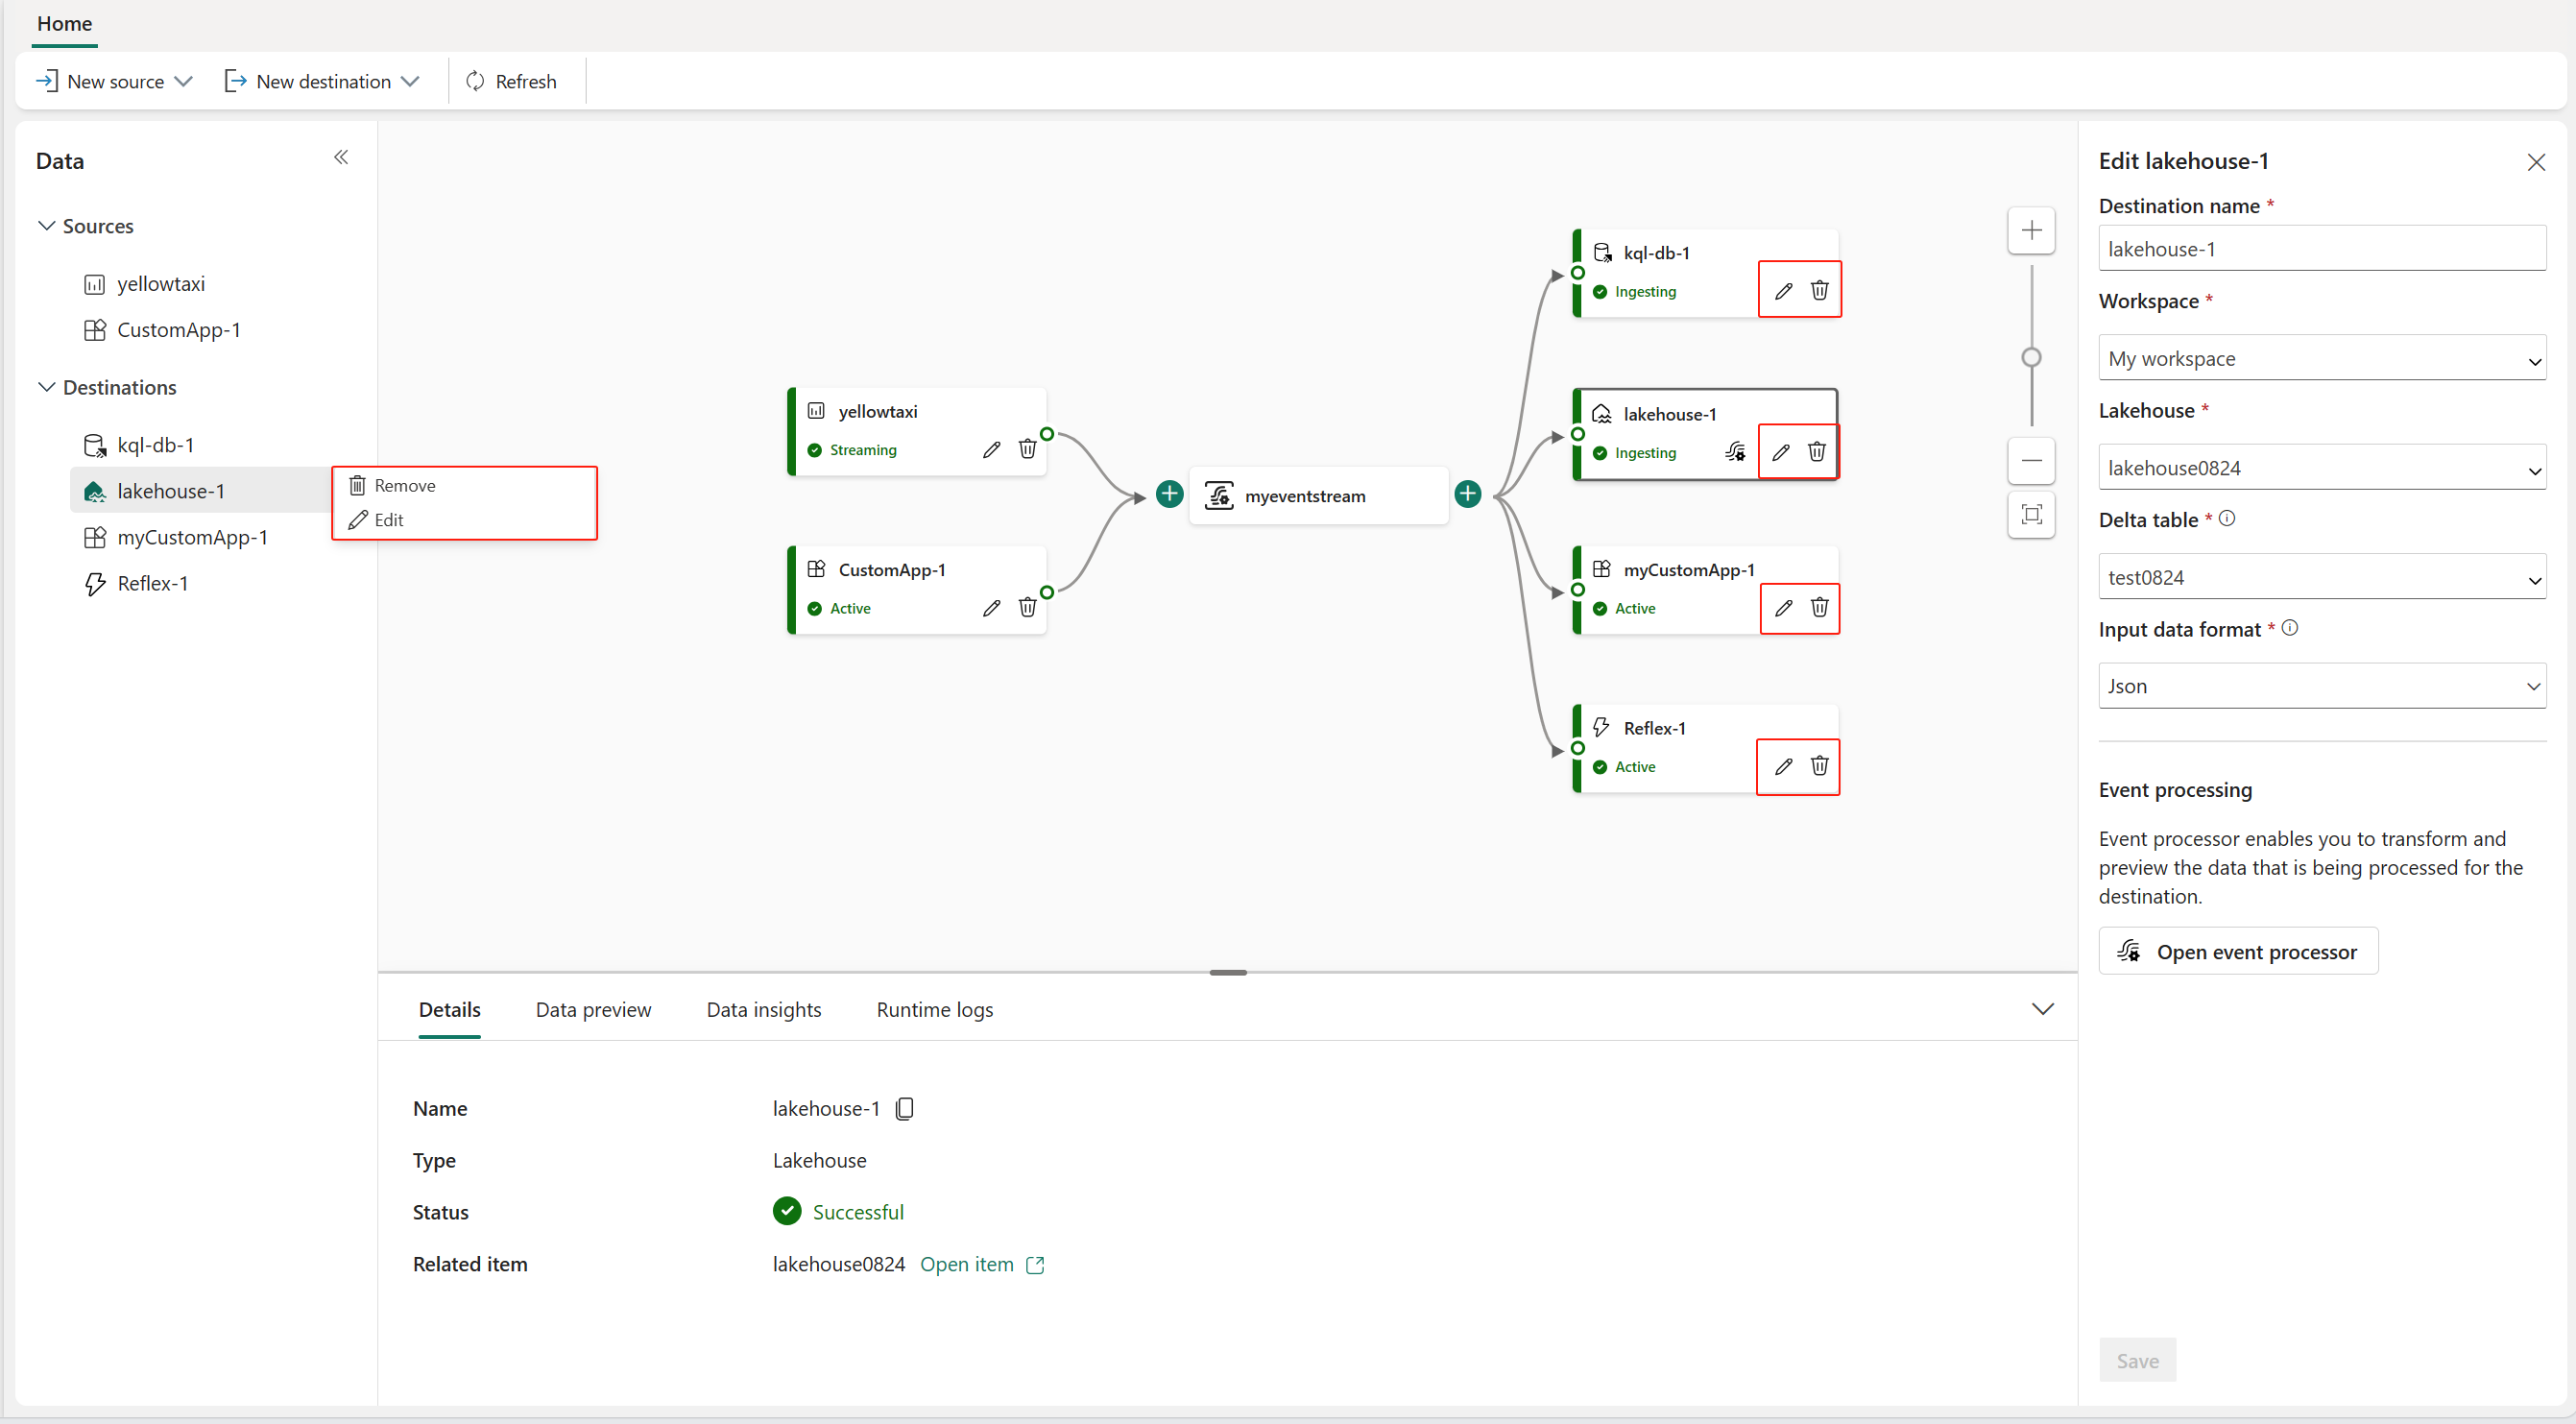 Home
New source
New destination
Refresh
Data
Sources
yellowtaxi
CustomApp-1
Destinations
kql-db-1
lakehouse-1
myCustomApp-1
Reflex-1
Remove
Edit
yellowtaxi
Streaming
CustomApp-1
Active
myeventstream
kql-db-1
Ingesting
lakehouse-1
Ingesting
myCustomApp-1
Active
Reflex-1
Active
Details Data preview Data insights Runtime logs
Name lakehouse-1
Type Lakehouse
Status Successful
Related item lakehouse0824 Open item
Edit lakehouse-1
Destination name *
lakehouse-1
Workspace *
My workspace
Lakehouse *
lakehouse0824
Delta table *
test0824
Input data format *
Json
Event processing
Event processor enables you to transform and
preview the data that is being processed for the
destination.
Open event processor
Save